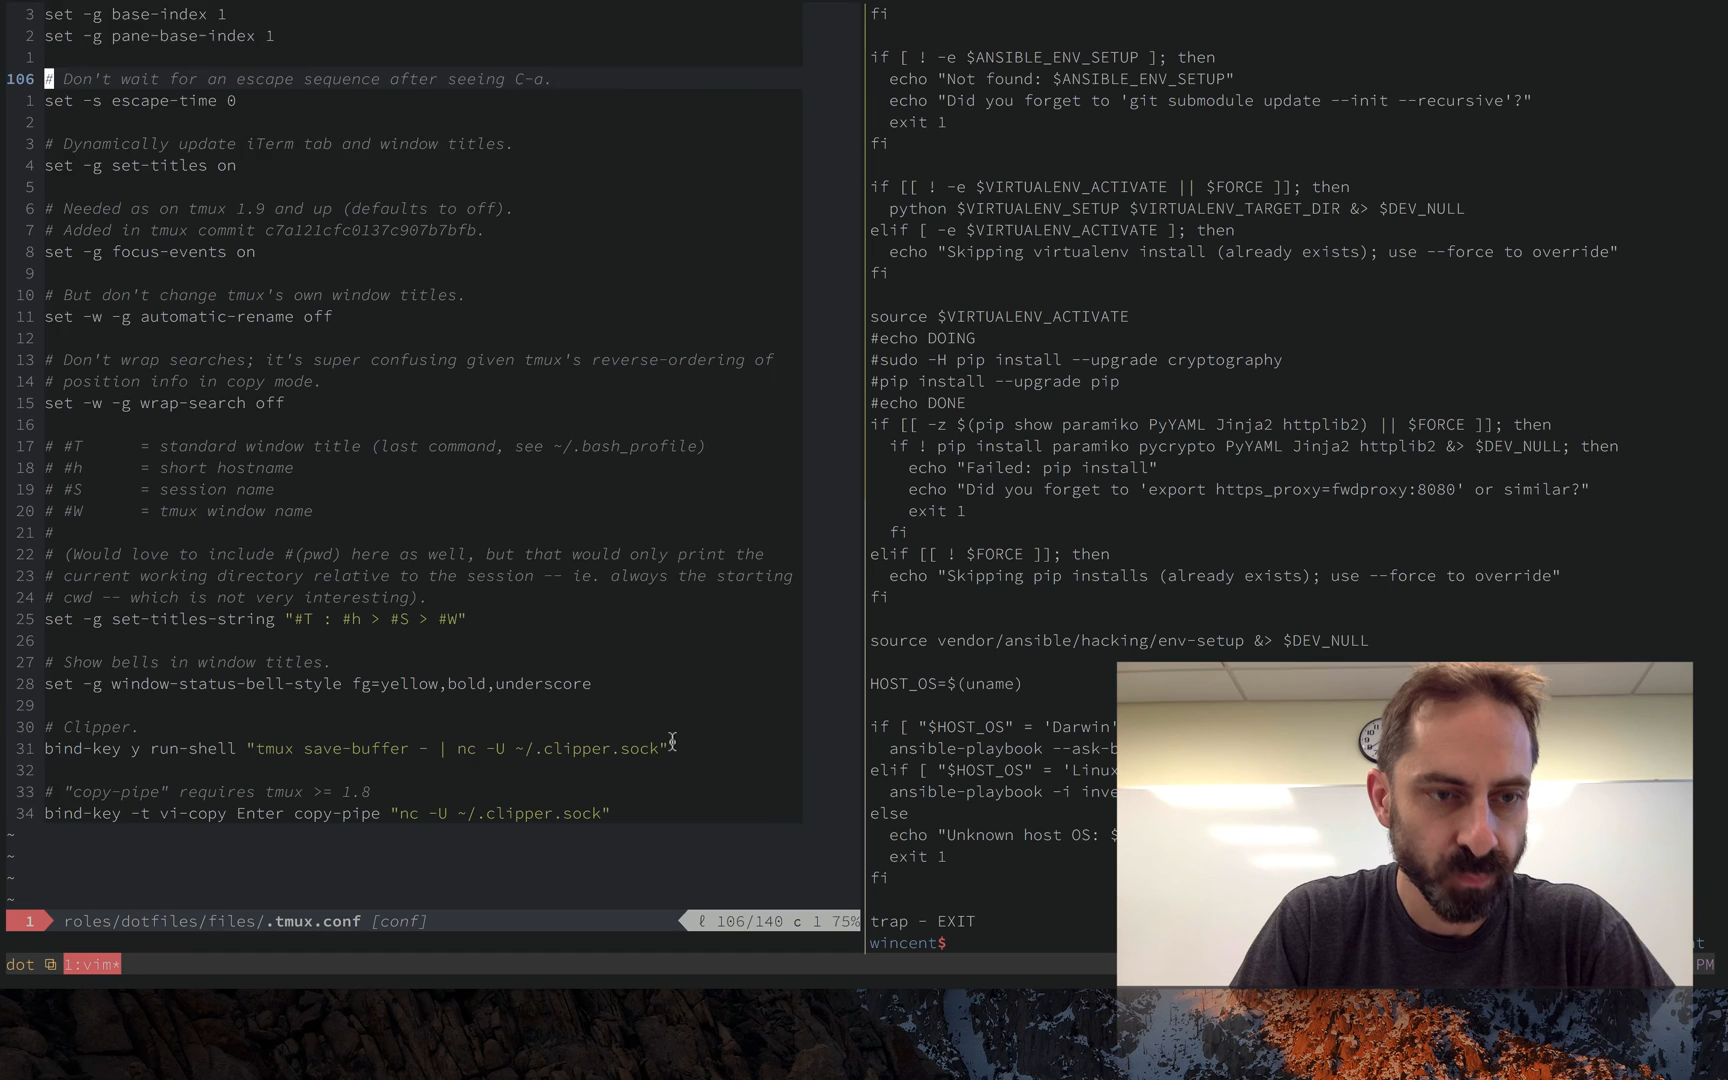 3 set -g base-index 1
2 set -g pane-base-index 1
1
106 # Don't wait for an escape sequence after seeing C-a.
1 set -s escape-time 0
2
3 # Dynamically update iTerm tab and window titles.
4 set -g set-titles on
5
6 # Needed as on tmux 1.9 and up (defaults to off).
7 # Added in tmux commit c7a121cfc0137c907b7bfb.
8 set -g focus-events on
9
10 # But don't change tmux's own window titles.
11 set -w -g automatic-rename off
12
13 # Don't wrap searches; it's super confusing given tmux's reverse-ordering of
14 # position info in copy mode.
15 set -w -g wrap-search off
16
17 # #T      = standard window title (last command, see ~/.bash_profile)
18 # #h      = short hostname
19 # #S      = session name
20 # #W      = tmux window name
21 #
22 # (Would love to include #(pwd) here as well, but that would only print the
23 # current working directory relative to the session -- ie. always the starting
24 # cwd -- which is not very interesting).
25 set -g set-titles-string "#T : #h > #S > #W"
26
27 # Show bells in window titles.
28 set -g window-status-bell-style fg=yellow,bold,underscore
29
30 # Clipper.
31 bind-key y run-shell "tmux save-buffer - | nc -U ~/.clipper.sock"
32
33 # "copy-pipe" requires tmux >= 1.8
34 bind-key -t vi-copy Enter copy-pipe "nc -U ~/.clipper.sock"
~
~
~
~
1 roles/dotfiles/files/.tmux.conf [conf] ℓ 106/140 c 1 75%
fi

if [ ! -e $ANSIBLE_ENV_SETUP ]; then
  echo "Not found: $ANSIBLE_ENV_SETUP"
  echo "Did you forget to 'git submodule update --init --recursive'?"
  exit 1
fi

if [[ ! -e $VIRTUALENV_ACTIVATE || $FORCE ]]; then
  python $VIRTUALENV_SETUP $VIRTUALENV_TARGET_DIR &> $DEV_NULL
elif [ -e $VIRTUALENV_ACTIVATE ]; then
  echo "Skipping virtualenv install (already exists); use --force to override"
fi

source $VIRTUALENV_ACTIVATE
#echo DOING
#sudo -H pip install --upgrade cryptography
#pip install --upgrade pip
#echo DONE
if [[ -z $(pip show paramiko PyYAML Jinja2 httplib2) || $FORCE ]]; then
  if ! pip install paramiko pycrypto PyYAML Jinja2 httplib2 &> $DEV_NULL; then
    echo "Failed: pip install"
    echo "Did you forget to 'export https_proxy=fwdproxy:8080' or similar?"
    exit 1
  fi
elif [[ ! $FORCE ]]; then
  echo "Skipping pip installs (already exists); use --force to override"
fi

source vendor/ansible/hacking/env-setup &> $DEV_NULL

HOST_OS=$(uname)

if [ "$HOST_OS" = 'Darwin'
  ansible-playbook --ask-b
elif [ "$HOST_OS" = 'Linux
  ansible-playbook -i inve
else
  echo "Unknown host OS: $
  exit 1
fi

trap - EXIT
wincent$
dot 1:vim* PM